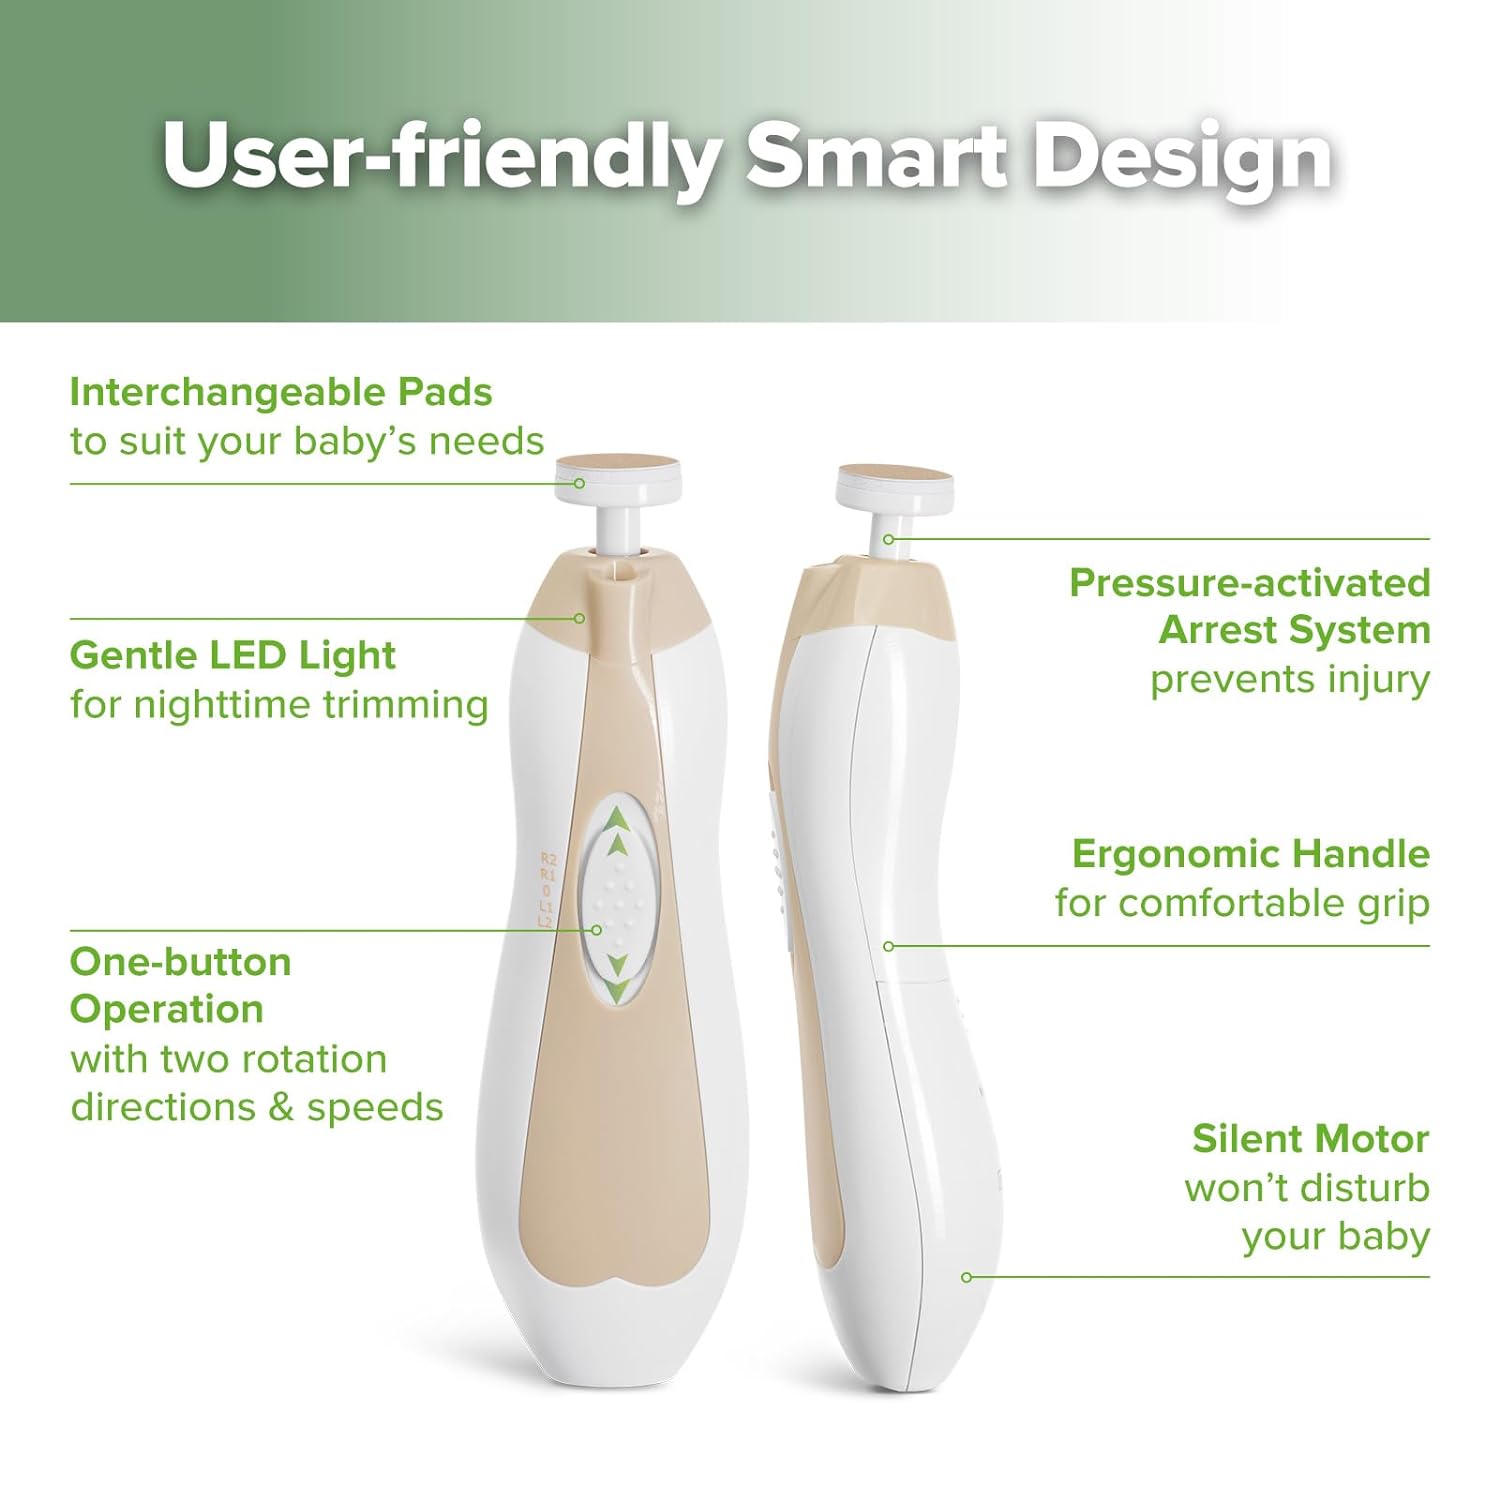 User-friendly Smart Design
Interchangeable Pads
to suit your baby's needs
Gentle LED Light
for nighttime trimming
R2
R1
0
L1
L2
One-button
Operation
with two rotation
directions & speeds
Pressure-activated
Arrest System
prevents injury
Ergonomic Handle
for comfortable grip
Silent Motor
won't disturb
your baby